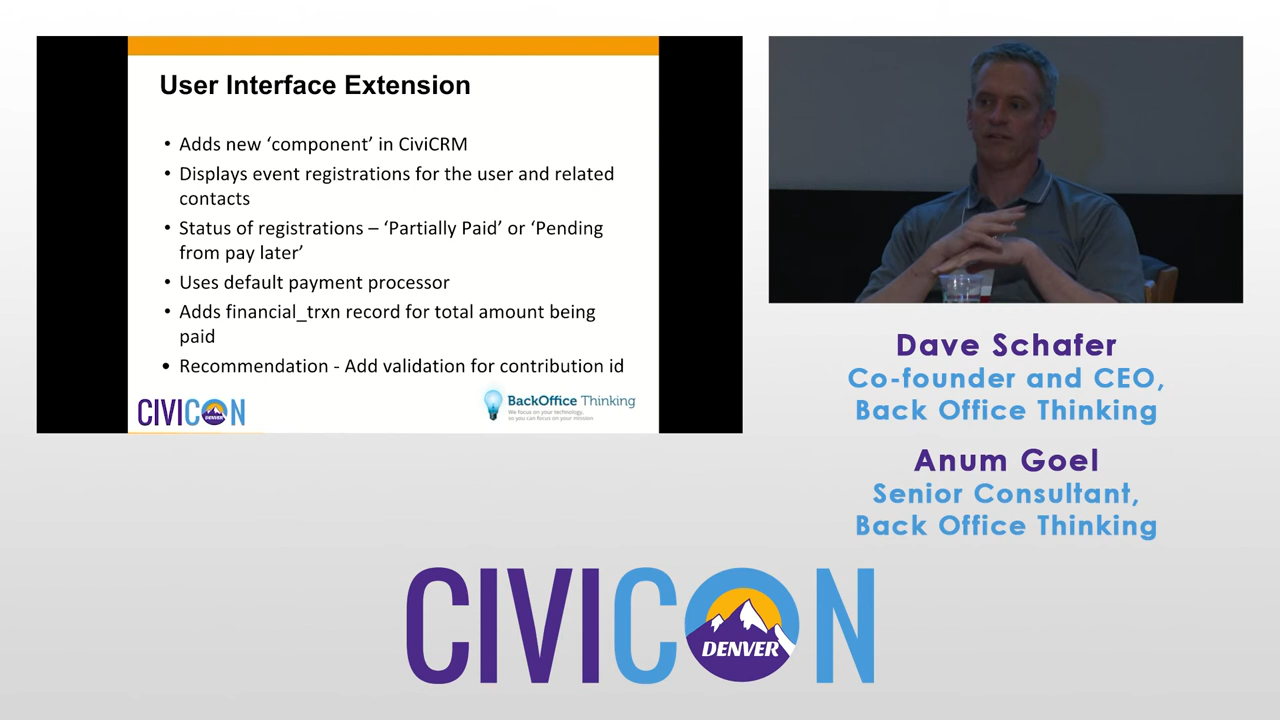 User Interface Extension
• Adds new ‘component’ in CiviCRM
• Displays event registrations for the user and related
contacts
• Status of registrations – ‘Partially Paid’ or ‘Pending
from pay later’
• Uses default payment processor
• Adds financial_trxn record for total amount being
paid
• Recommendation - Add validation for contribution id
CIVICON
DENVER
BackOffice Thinking
We focus on your technology,
so you can focus on your mission.
Dave Schafer
Co-founder and CEO,
Back Office Thinking
Anum Goel
Senior Consultant,
Back Office Thinking
CIVICON
DENVER